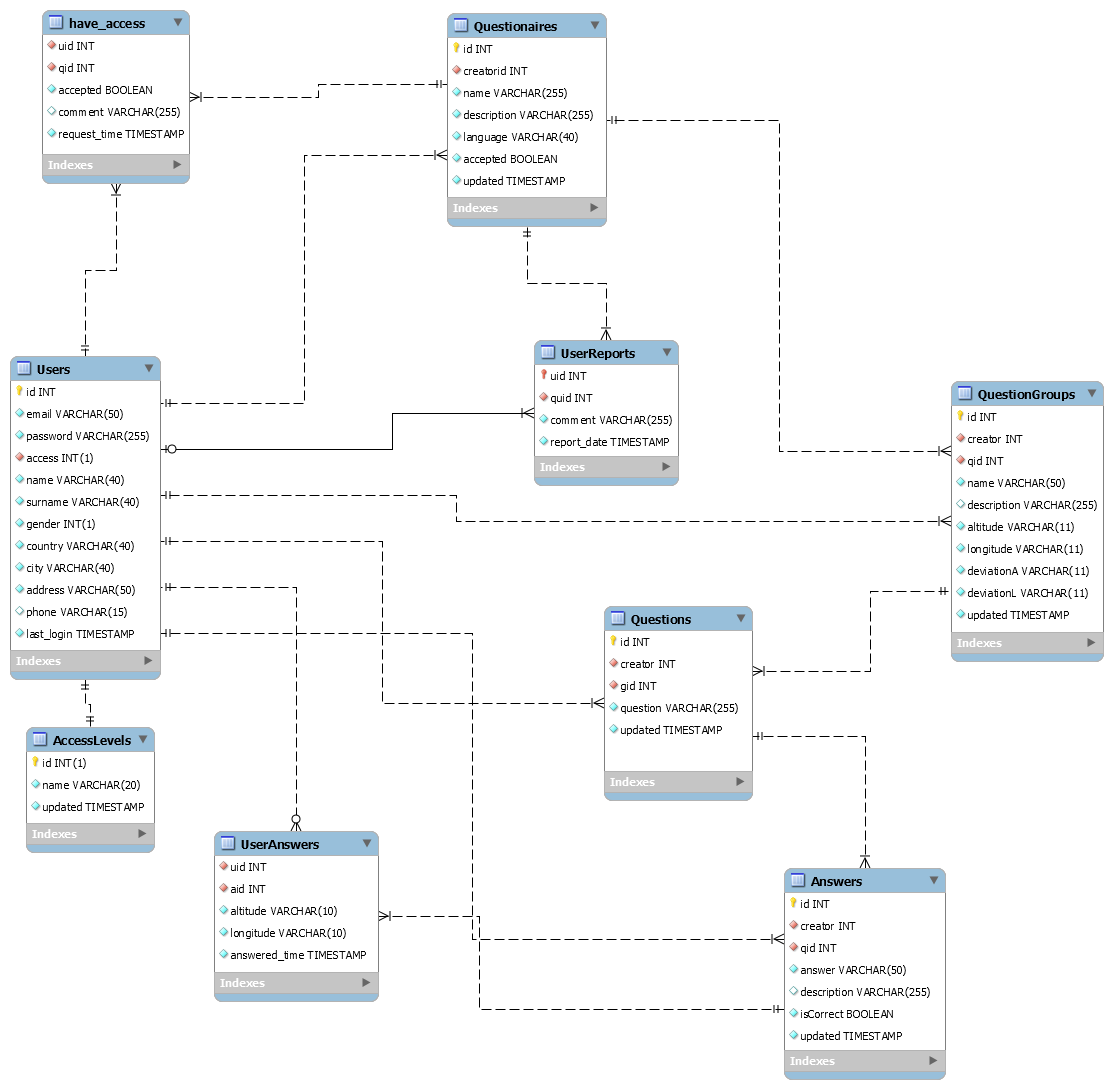 have_access
uid INT
qid INT
accepted BOOLEAN
comment VARCHAR(255)
request_time TIMESTAMP
Indexes
Questionaires
id INT
creatorid INT
name VARCHAR(255)
description VARCHAR(255)
language VARCHAR(40)
accepted BOOLEAN
updated TIMESTAMP
Indexes
Users
id INT
email VARCHAR(50)
password VARCHAR(255)
access INT(1)
name VARCHAR(40)
surname VARCHAR(40)
gender INT(1)
country VARCHAR(40)
city VARCHAR(40)
address VARCHAR(50)
phone VARCHAR(15)
last_login TIMESTAMP
Indexes
UserReports
uid INT
quid INT
comment VARCHAR(255)
report_date TIMESTAMP
Indexes
QuestionGroups
id INT
creator INT
qid INT
name VARCHAR(50)
description VARCHAR(255)
altitude VARCHAR(11)
longitude VARCHAR(11)
deviationA VARCHAR(11)
deviationL VARCHAR(11)
updated TIMESTAMP
Indexes
Questions
id INT
creator INT
gid INT
question VARCHAR(255)
updated TIMESTAMP
Indexes
AccessLevels
id INT(1)
name VARCHAR(20)
updated TIMESTAMP
Indexes
UserAnswers
uid INT
aid INT
altitude VARCHAR(10)
longitude VARCHAR(10)
answered_time TIMESTAMP
Indexes
Answers
id INT
creator INT
qid INT
answer VARCHAR(50)
description VARCHAR(255)
isCorrect BOOLEAN
updated TIMESTAMP
Indexes